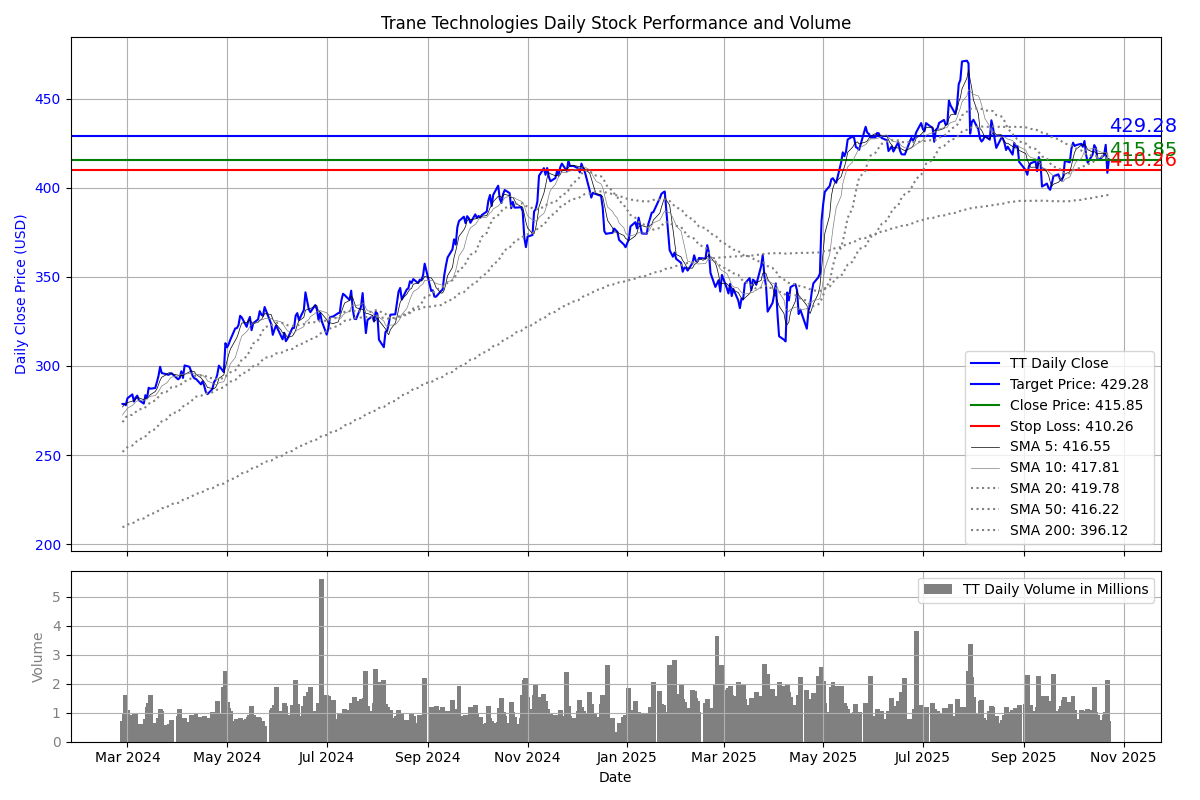 Trane Technologies Daily Stock Performance and Volume
Daily Close Price (USD)
450
400
350
300
250
200
429.28
415.85
410.26
TT Daily Close
Target Price: 429.28
Close Price: 415.85
Stop Loss: 410.26
SMA 5: 416.55
SMA 10: 417.81
SMA 20: 419.78
SMA 50: 416.22
SMA 200: 396.12
Volume
5
4
3
2
1
0
TT Daily Volume in Millions
Mar 2024 May 2024 Jul 2024 Sep 2024 Nov 2024 Jan 2025 Mar 2025 May 2025 Jul 2025 Sep 2025 Nov 2025
Date